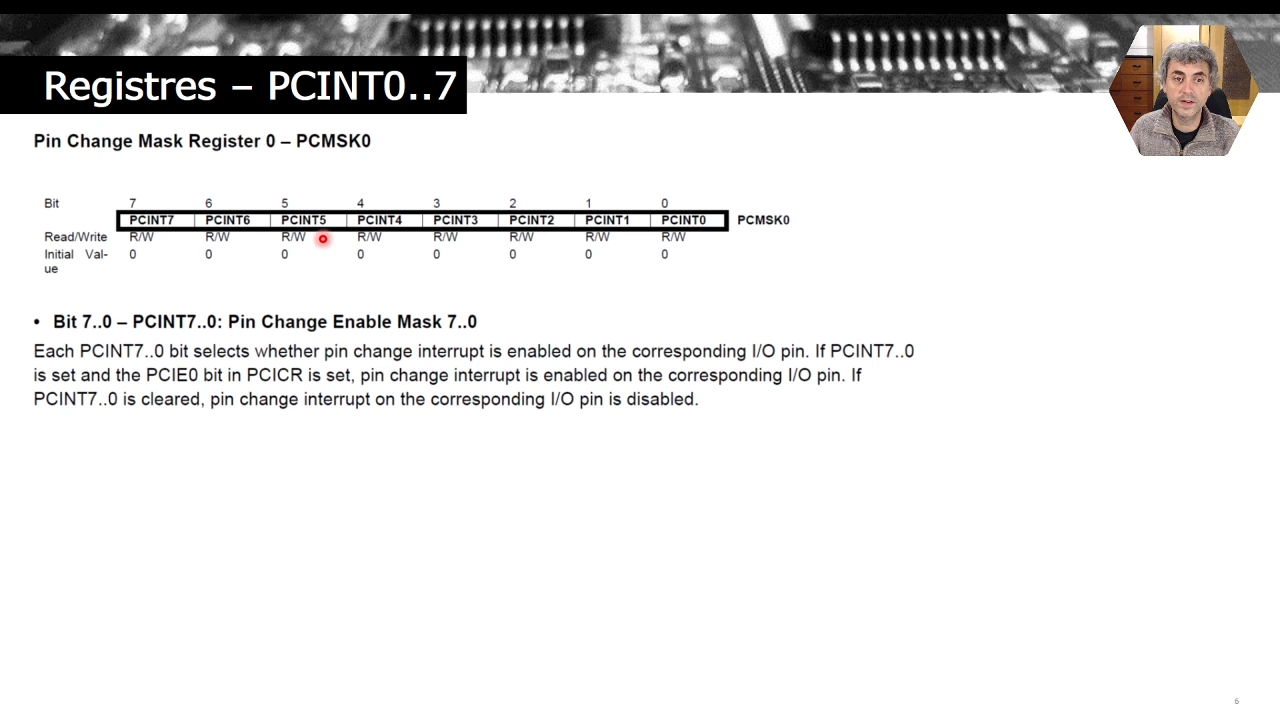 Registres – PCINT0..7
Pin Change Mask Register 0 – PCMSK0
Bit 7 6 5 4 3 2 1 0
PCINT7 PCINT6 PCINT5 PCINT4 PCINT3 PCINT2 PCINT1 PCINT0 PCMSK0
Read/Write R/W R/W R/W R/W R/W R/W R/W R/W
Initial Val- 0 0 0 0 0 0 0 0
ue
• Bit 7..0 – PCINT7..0: Pin Change Enable Mask 7..0
Each PCINT7..0 bit selects whether pin change interrupt is enabled on the corresponding I/O pin. If PCINT7..0
is set and the PCIE0 bit in PCICR is set, pin change interrupt is enabled on the corresponding I/O pin. If
PCINT7..0 is cleared, pin change interrupt on the corresponding I/O pin is disabled.
6